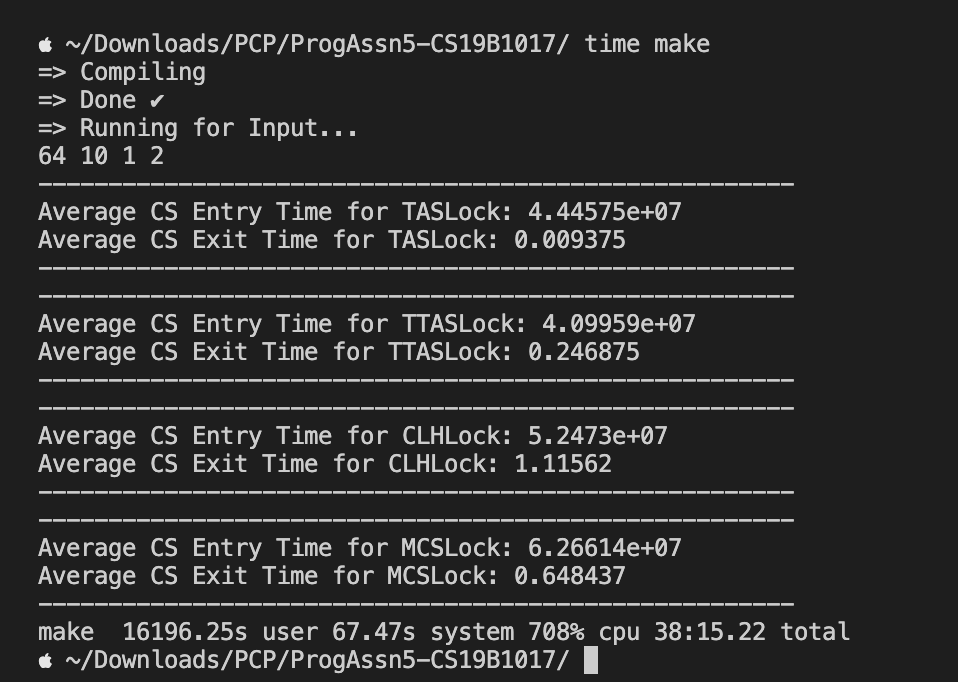 ~/Downloads/PCP/ProgAssn5-CS19B1017/ time make
=> Compiling
=> Done ✔
=> Running for Input...
64 10 1 2
------------------------------------------------------
Average CS Entry Time for TASLock: 4.44575e+07
Average CS Exit Time for TASLock: 0.009375
------------------------------------------------------
------------------------------------------------------
Average CS Entry Time for TTASLock: 4.09959e+07
Average CS Exit Time for TTASLock: 0.246875
------------------------------------------------------
------------------------------------------------------
Average CS Entry Time for CLHLock: 5.2473e+07
Average CS Exit Time for CLHLock: 1.11562
------------------------------------------------------
------------------------------------------------------
Average CS Entry Time for MCSLock: 6.26614e+07
Average CS Exit Time for MCSLock: 0.648437
------------------------------------------------------
make  16196.25s user 67.47s system 708% cpu 38:15.22 total
 ~/Downloads/PCP/ProgAssn5-CS19B1017/